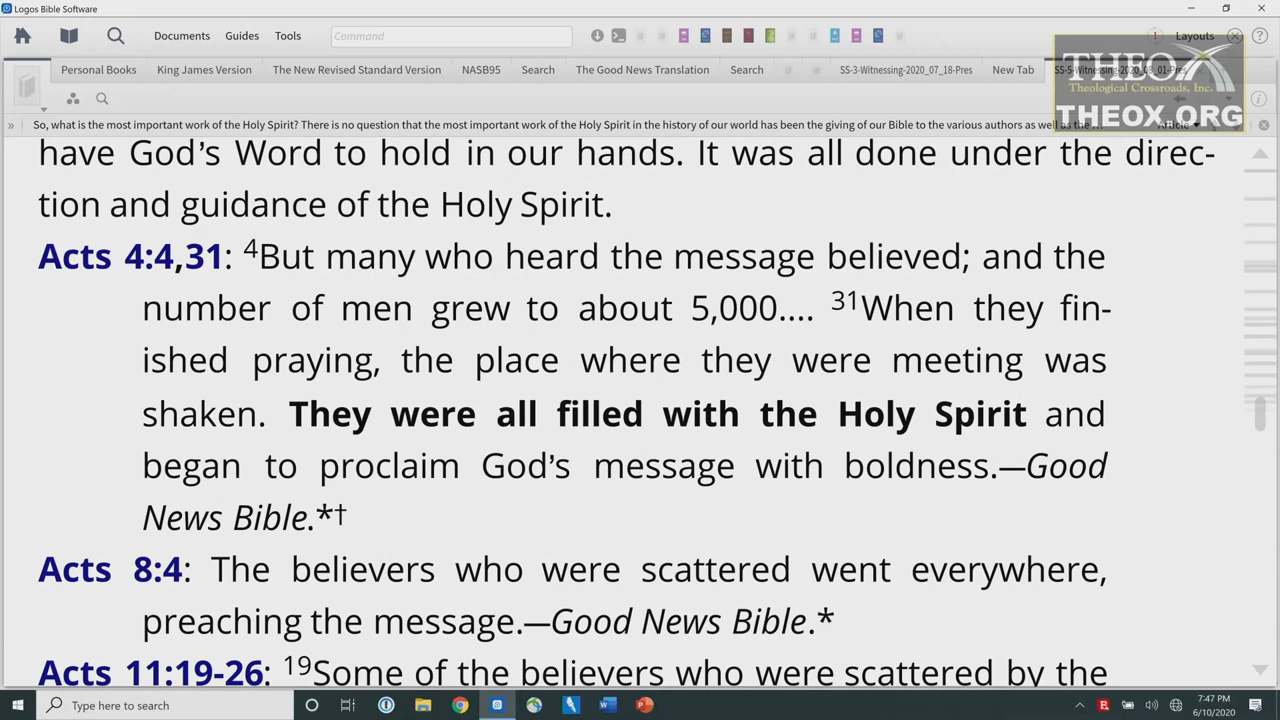 Logos Bible Software
Documents Guides Tools Command Layouts
Personal Books King James Version The New Revised Standard Search The Good News Translation Search SS-3-Witnessing-2020_07_18-Pres New Tab SS-5-Witnessing-2020_08_01-Pres
THEOX
Theological Crossroads, Inc.
THEOX.ORG
So, what is the most important work of the Holy Spirit? There is no question that the most important work of the Holy Spirit in the history of our world has been the giving of our Bible to the various authors as well as the ... Article
have God’s Word to hold in our hands. It was all done under the direc-
tion and guidance of the Holy Spirit.
Acts 4:4,31: 4But many who heard the message believed; and the
number of men grew to about 5,000.... 31When they fin-
ished praying, the place where they were meeting was
shaken. They were all filled with the Holy Spirit and
began to proclaim God’s message with boldness.—Good
News Bible.*†
Acts 8:4: The believers who were scattered went everywhere,
preaching the message.—Good News Bible.*
Acts 11:19-26: 19Some of the believers who were scattered by the
Type here to search
7:47 PM
6/10/2020